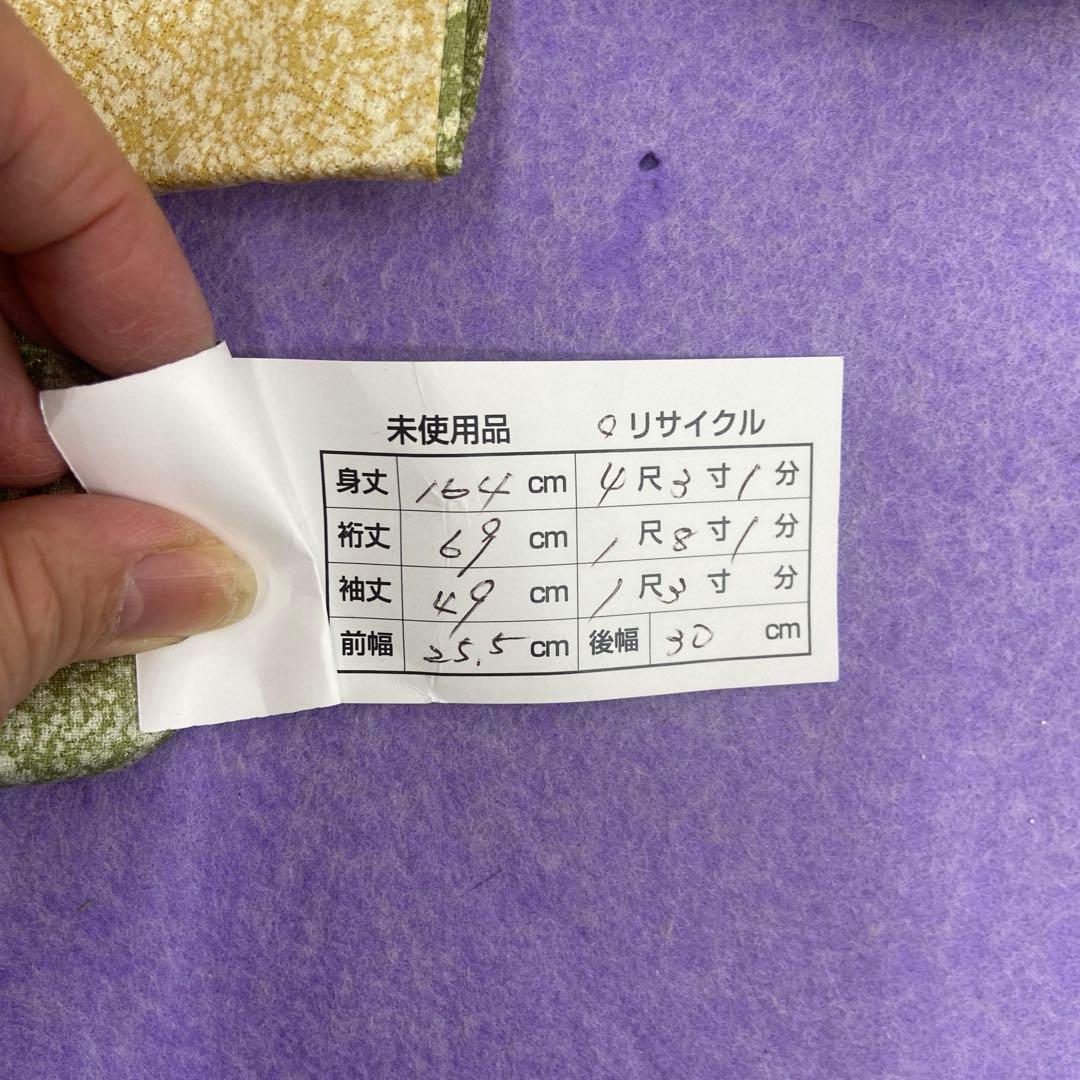 未使用品 ○ リサイクル
身丈 164 cm 4 尺 3 寸 1 分
裄丈 69 cm 1 尺 8 寸 1 分
袖丈 49 cm 1 尺 3 寸 分
前幅 25.5 cm 後幅 30 cm